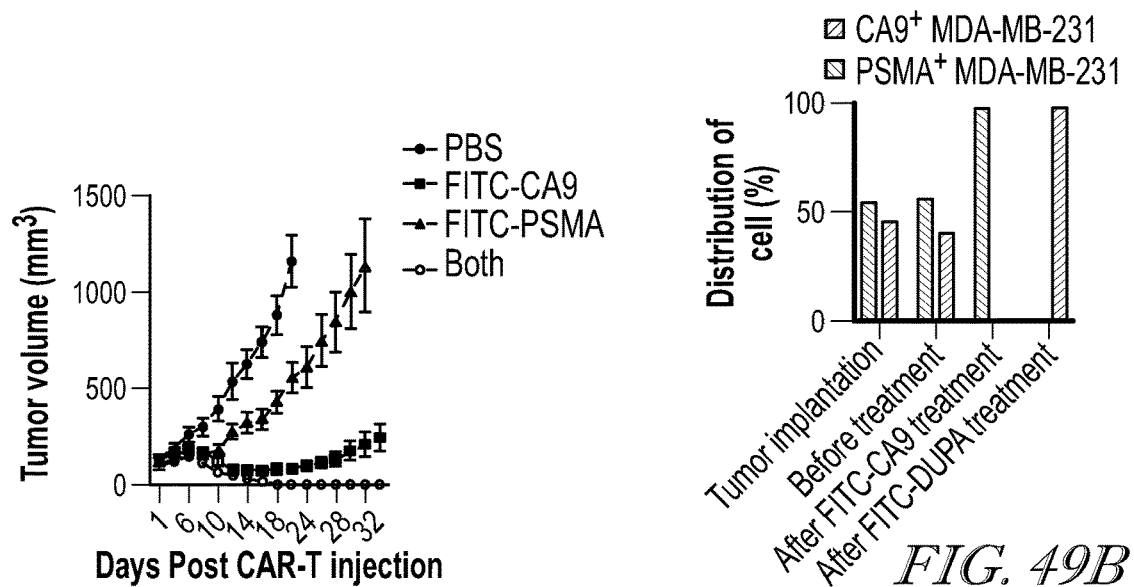 PBS
FITC-CA9
FITC-PSMA
Both
Tumor volume (mm³)
1500
1000
500
0
1 6 10 14 18 24 28 32
Days Post CAR-T injection
CA9⁺ MDA-MB-231
PSMA⁺ MDA-MB-231
Distribution of
cell (%)
100
50
0
Tumor implantation
Before treatment
After FITC-CA9 treatment
After FITC-DUPA treatment
FIG. 49B